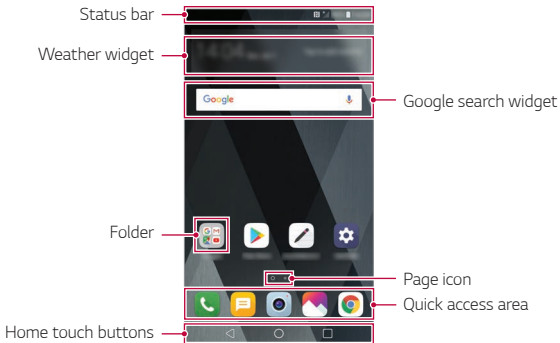 Status bar
Weather widget
Google
Google search widget
Folder
Page icon
Quick access area
Home touch buttons